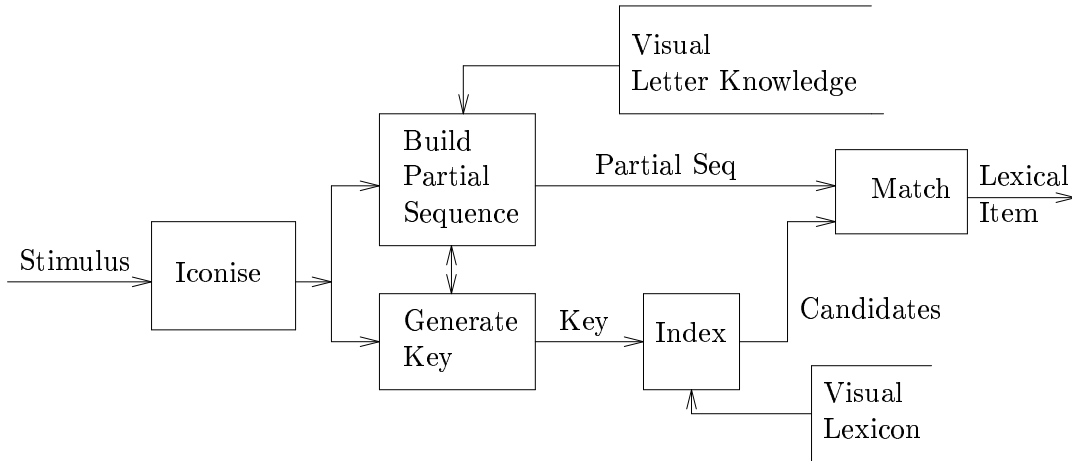 Visual
Letter Knowledge
Build
Partial
Sequence
Partial Seq
Match
Lexical
Item
Stimulus
Iconise
Generate
Key
Key
Index
Candidates
Visual
Lexicon